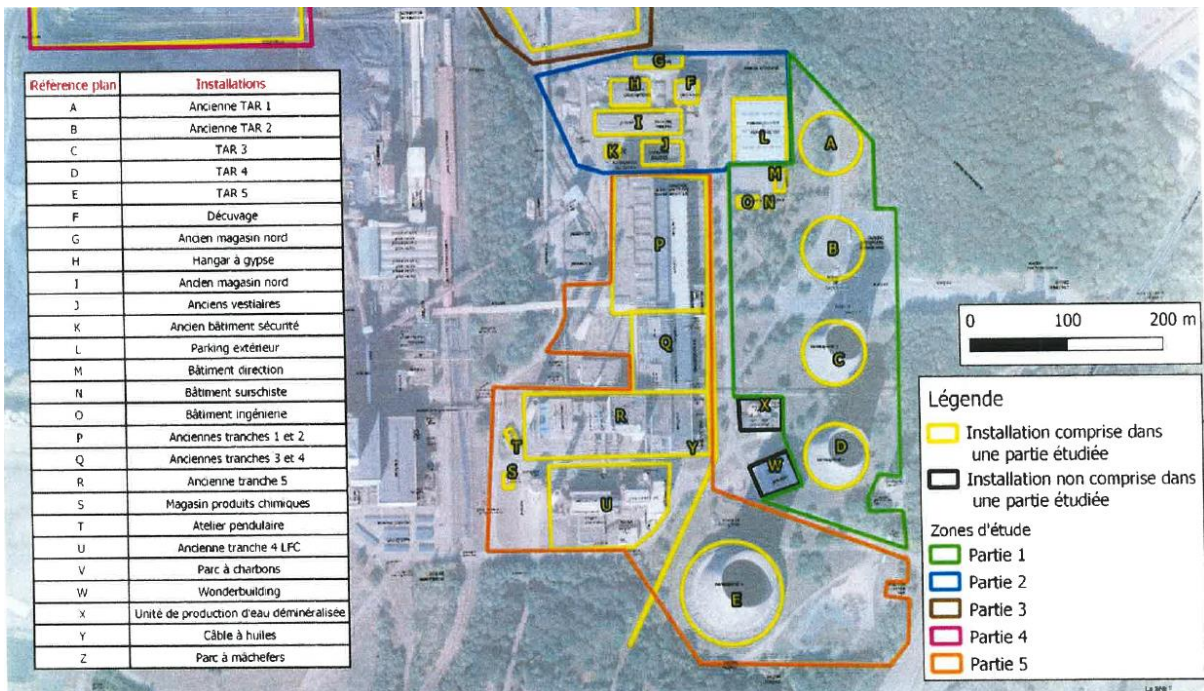 Référence plan Installations
A Ancienne TAR 1
B Ancienne TAR 2
C TAR 3
D TAR 4
E TAR 5
F Décuvage
G Ancien magasin nord
H Hangar à gypse
I Ancien magasin nord
J Anciens vestiaires
K Ancien bâtiment sécurité
L Parking extérieur
M Bâtiment direction
N Bâtiment surschiste
O Bâtiment ingénierie
P Anciennes tranches 1 et 2
Q Anciennes tranches 3 et 4
R Ancienne tranche 5
S Magasin produits chimiques
T Atelier pendulaire
U Ancienne tranche 4 LFC
V Parc à charbons
W Wonderbuilding
X Unité de production d'eau déminéralisée
Y Câble à huiles
Z Parc à mâchefers
G
H
F
I
L
A
K
J
M
O
N
P
B
Q
C
X
R
T
Y
D
S
W
U
E
0 100 200 m
Légende
Installation comprise dans
une partie étudiée
Installation non comprise dans
une partie étudiée
Zones d'étude
Partie 1
Partie 2
Partie 3
Partie 4
Partie 5